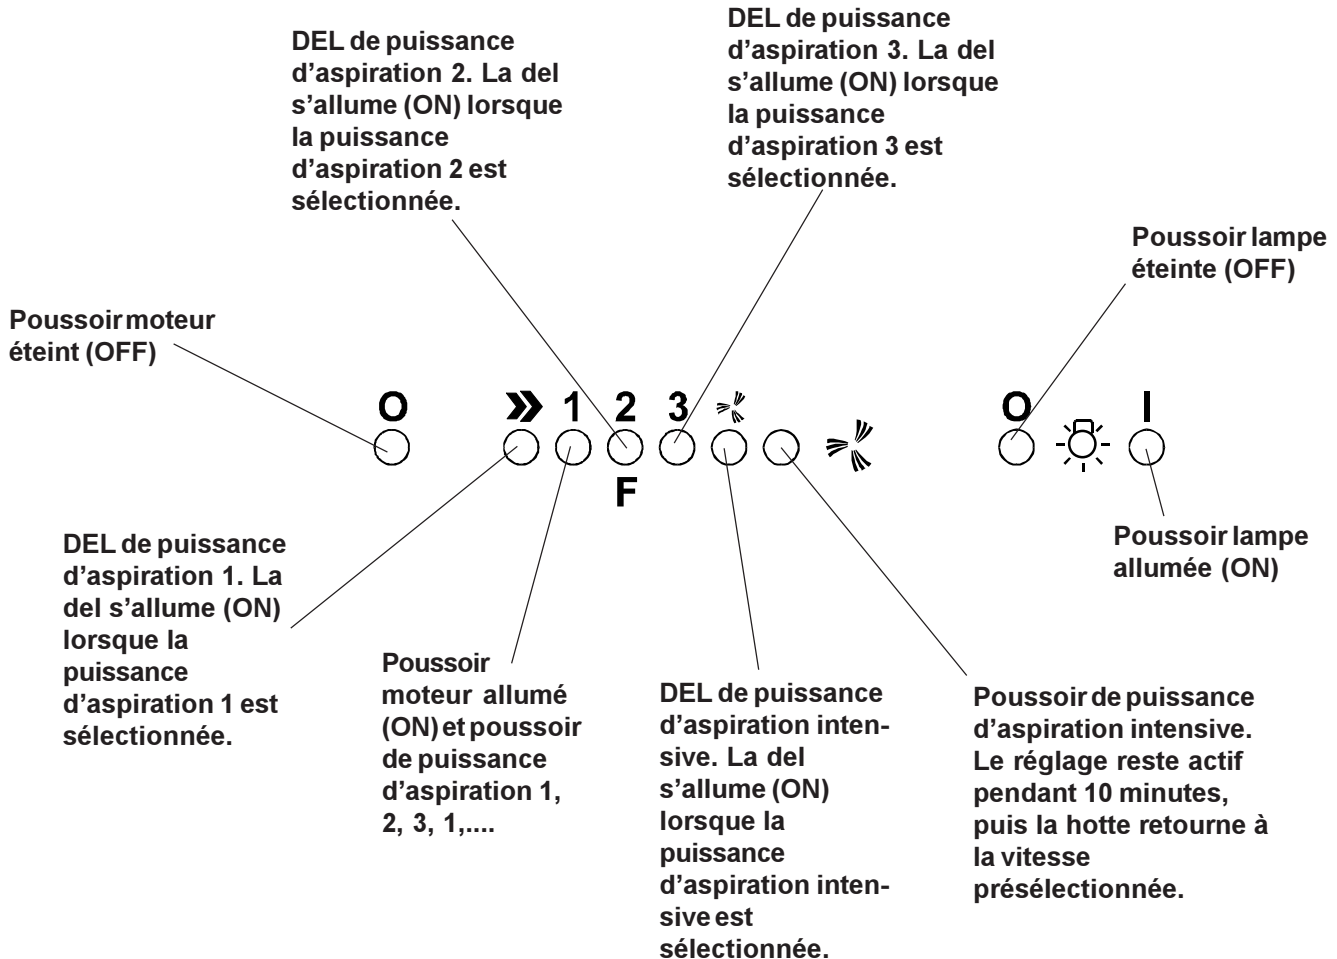 DEL de puissance
d'aspiration 2. La del
s'allume (ON) lorsque
la puissance
d'aspiration 2 est
sélectionnée.
DEL de puissance
d'aspiration 3. La del
s'allume (ON) lorsque
la puissance
d'aspiration 3 est
sélectionnée.
Poussoir lampe
éteinte (OFF)
Poussoir moteur
éteint (OFF)
O 1 2 3 O I
F
DEL de puissance
d'aspiration 1. La
del s'allume (ON)
lorsque la
puissance
d'aspiration 1 est
sélectionnée.
Poussoir
moteur allumé
(ON) et poussoir
de puissance
d'aspiration 1,
2, 3, 1,....
DEL de puissance
d'aspiration inten-
sive. La del
s'allume (ON)
lorsque la
puissance
d'aspiration inten-
sive est
sélectionnée.
Poussoir de puissance
d'aspiration intensive.
Le réglage reste actif
pendant 10 minutes,
puis la hotte retourne à
la vitesse
présélectionnée.
Poussoir lampe
allumée (ON)